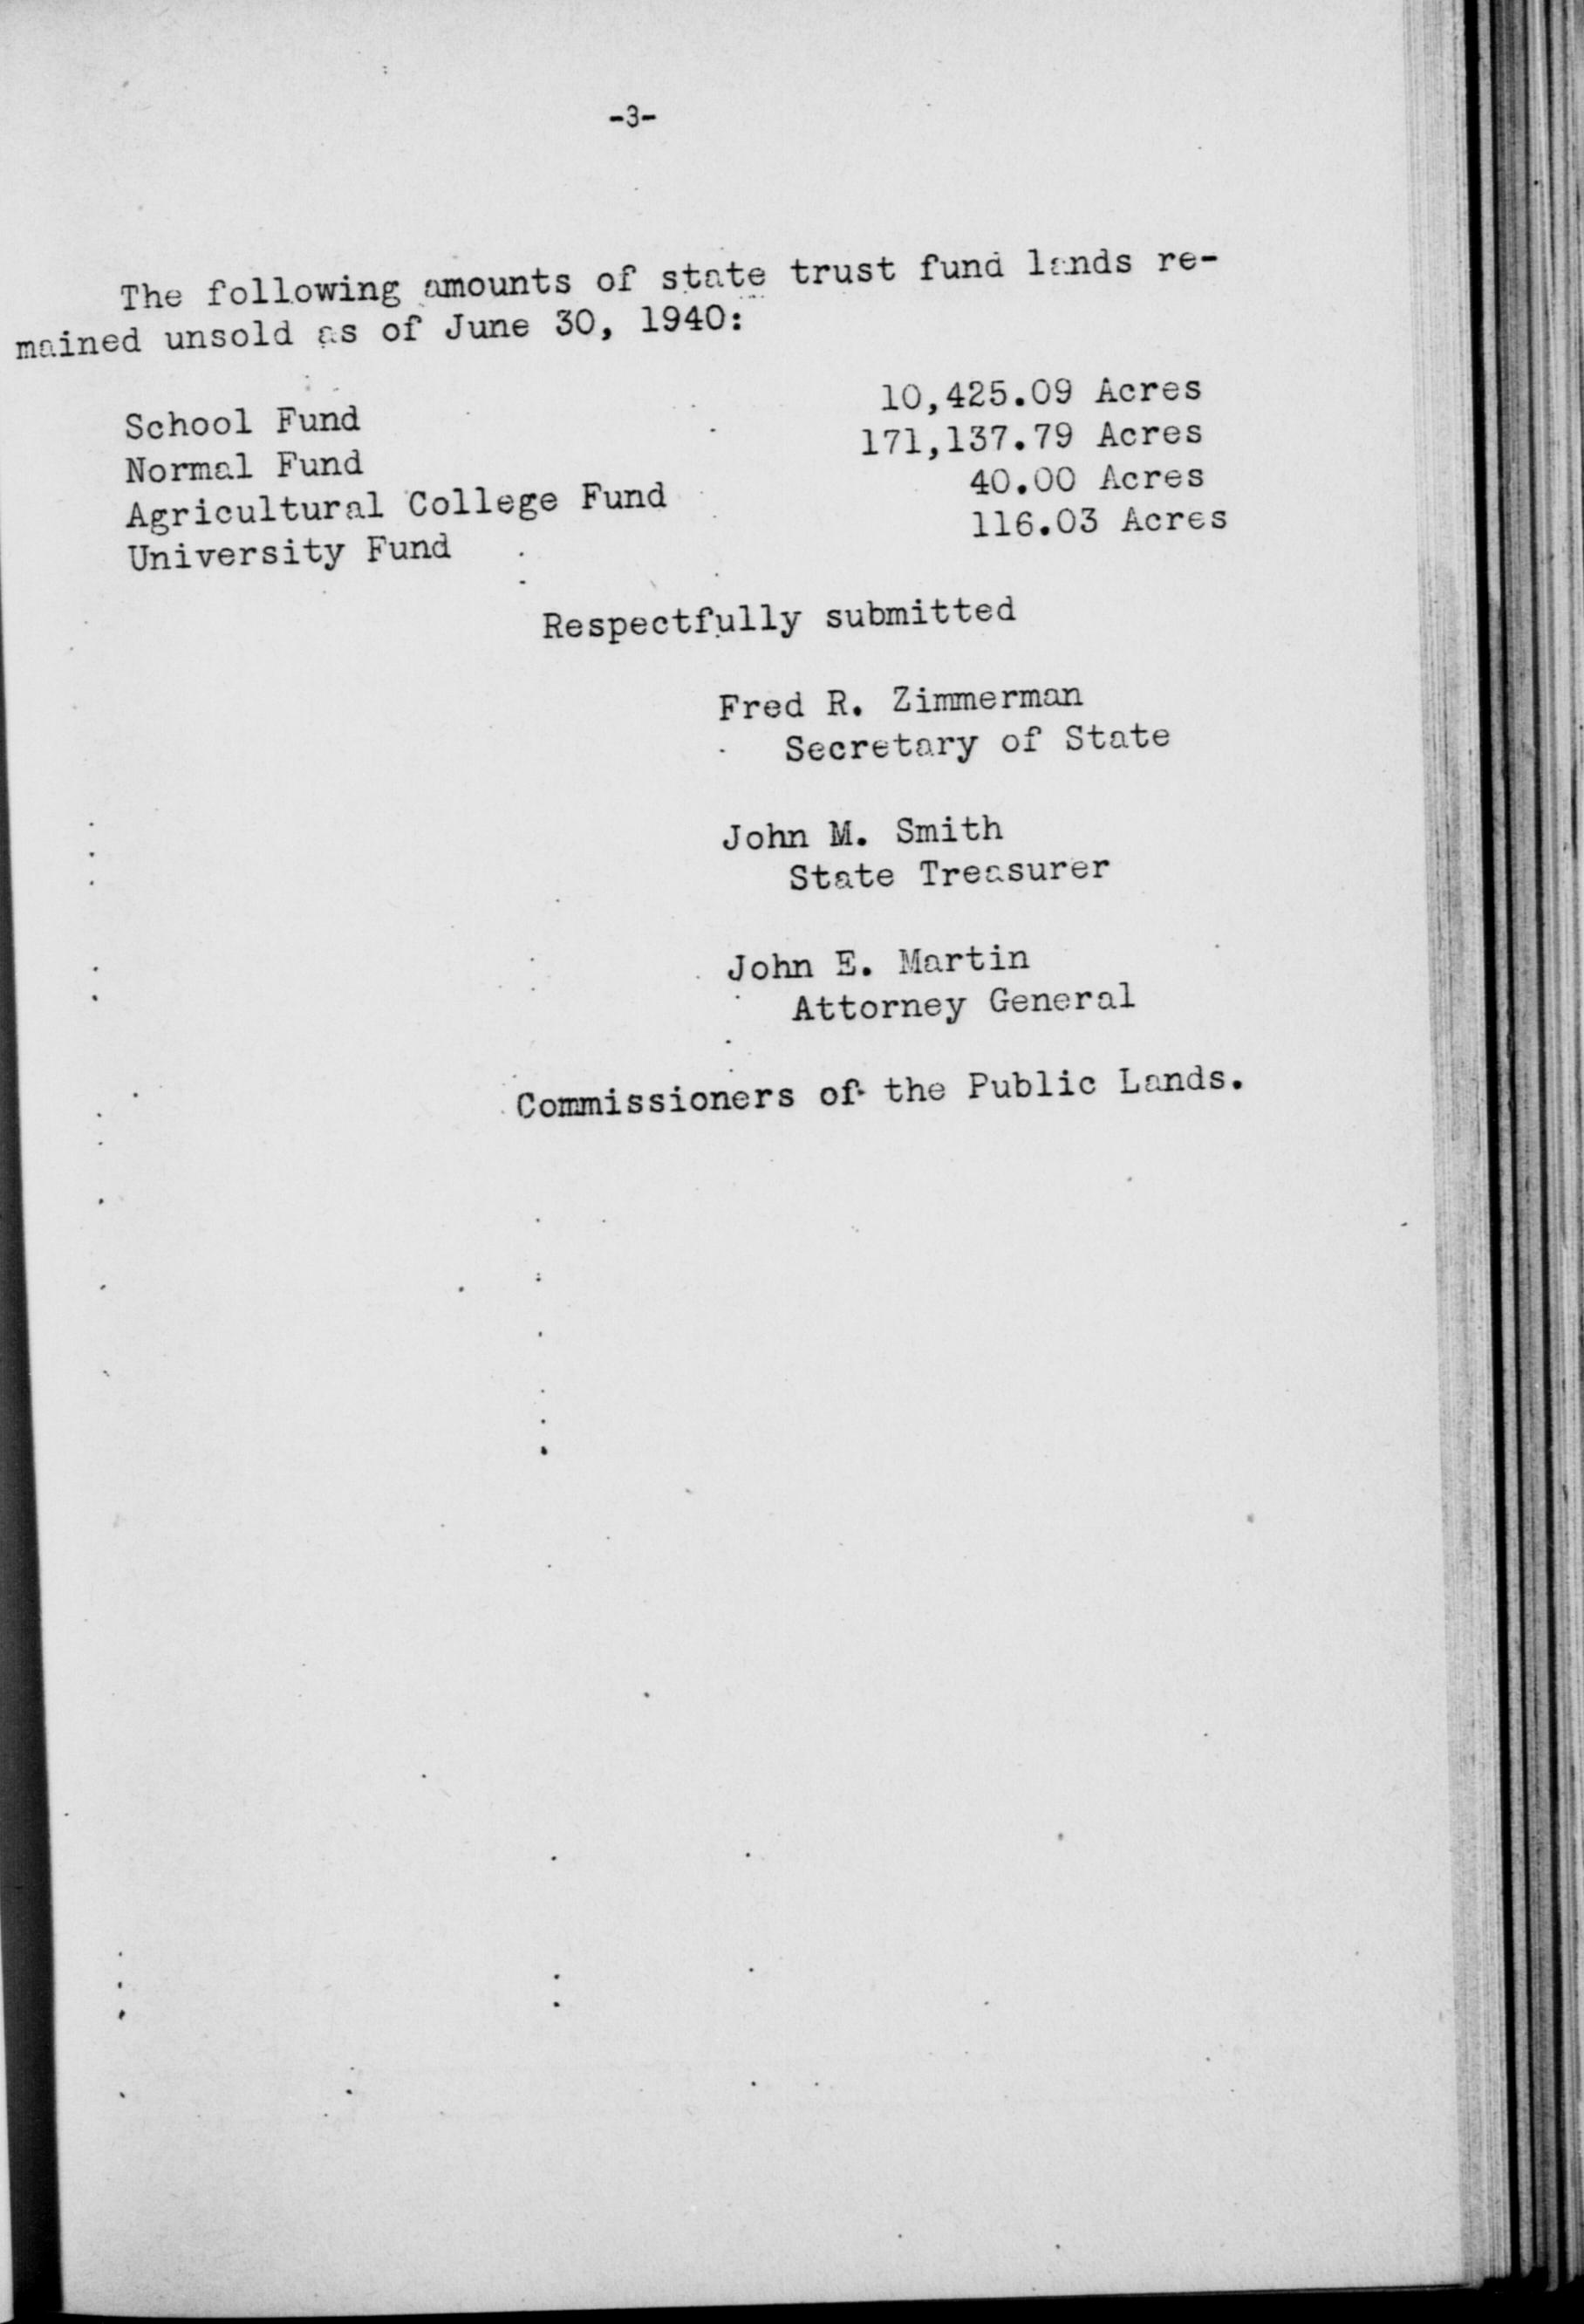 -3-
The following amounts of state trust fund lands re-
mained unsold as of June 30, 1940:
School Fund 10,425.09 Acres
Normal Fund 171,137.79 Acres
Agricultural College Fund 40.00 Acres
University Fund 116.03 Acres
Respectfully submitted
Fred R. Zimmerman
Secretary of State
John M. Smith
State Treasurer
John E. Martin
Attorney General
Commissioners of the Public Lands.